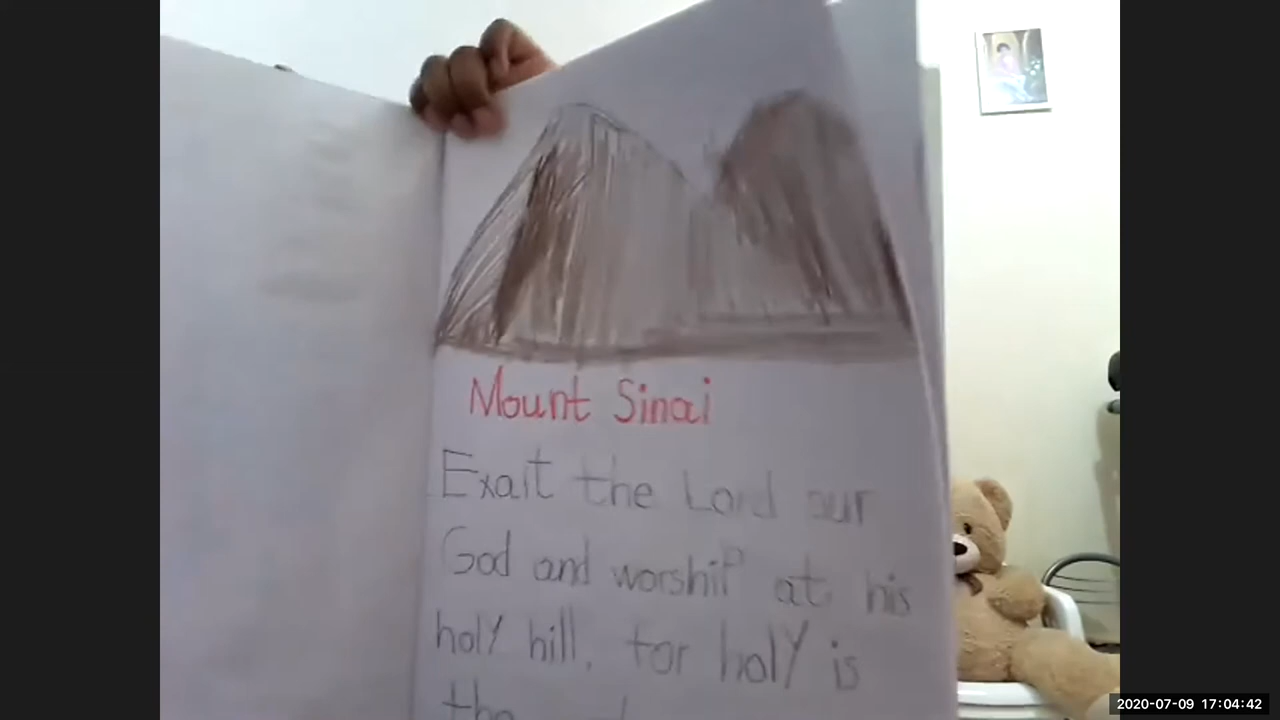 Mount Sinai
Exalt the Lord our
God and worship at his
holy hill, for holy is
the
2020-07-09 17:04:42